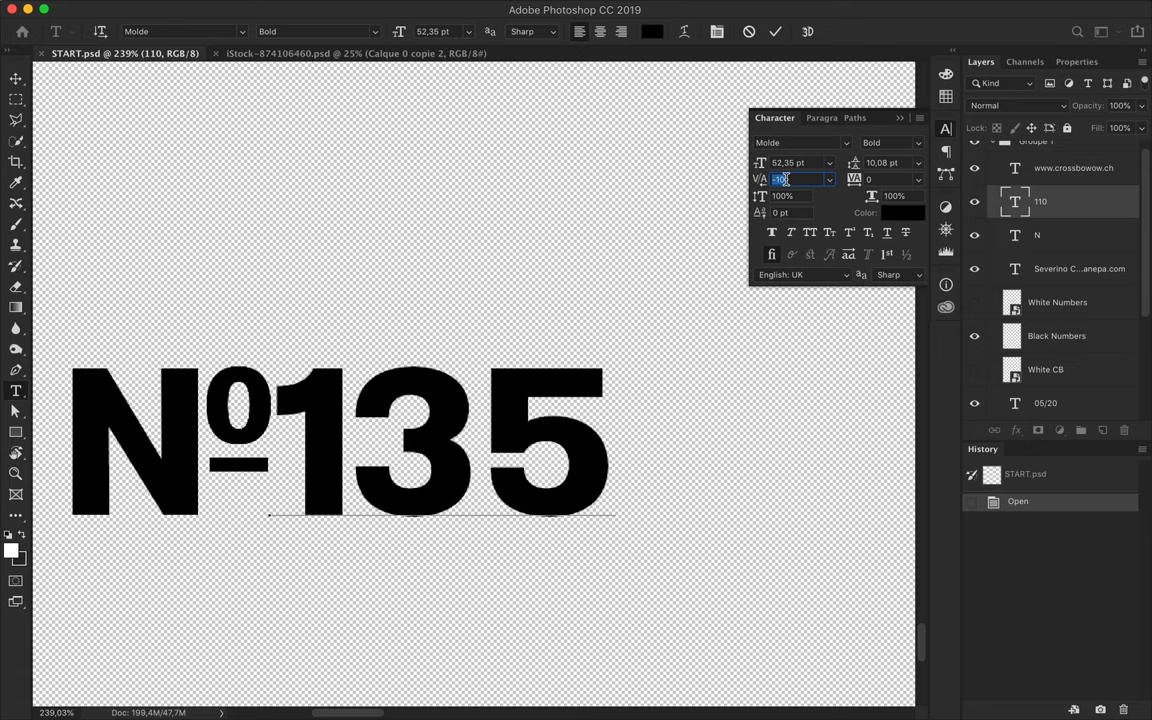 Adobe Photoshop CC 2019
T Molde Bold 52,35 pt Sharp 3D
START.psd @ 239% (110, RGB/8) iStock-874106460.psd @ 25% (Calque 0 copie 2, RGB/8#)
Layers Channels Properties
Kind
Normal Opacity: 100%
Lock: Fill: 100%
Groupe 1
www.crossbowow.ch
110
N
Severino C...anepa.com
White Numbers
Black Numbers
White CB
05/20
History
START.psd
Open
Character Paragra Paths
Molde Bold
52,35 pt 10,08 pt
0
100% 100%
0 pt Color:
English: UK Sharp
Nº135
239,03% Doc: 199,4M/47,7M